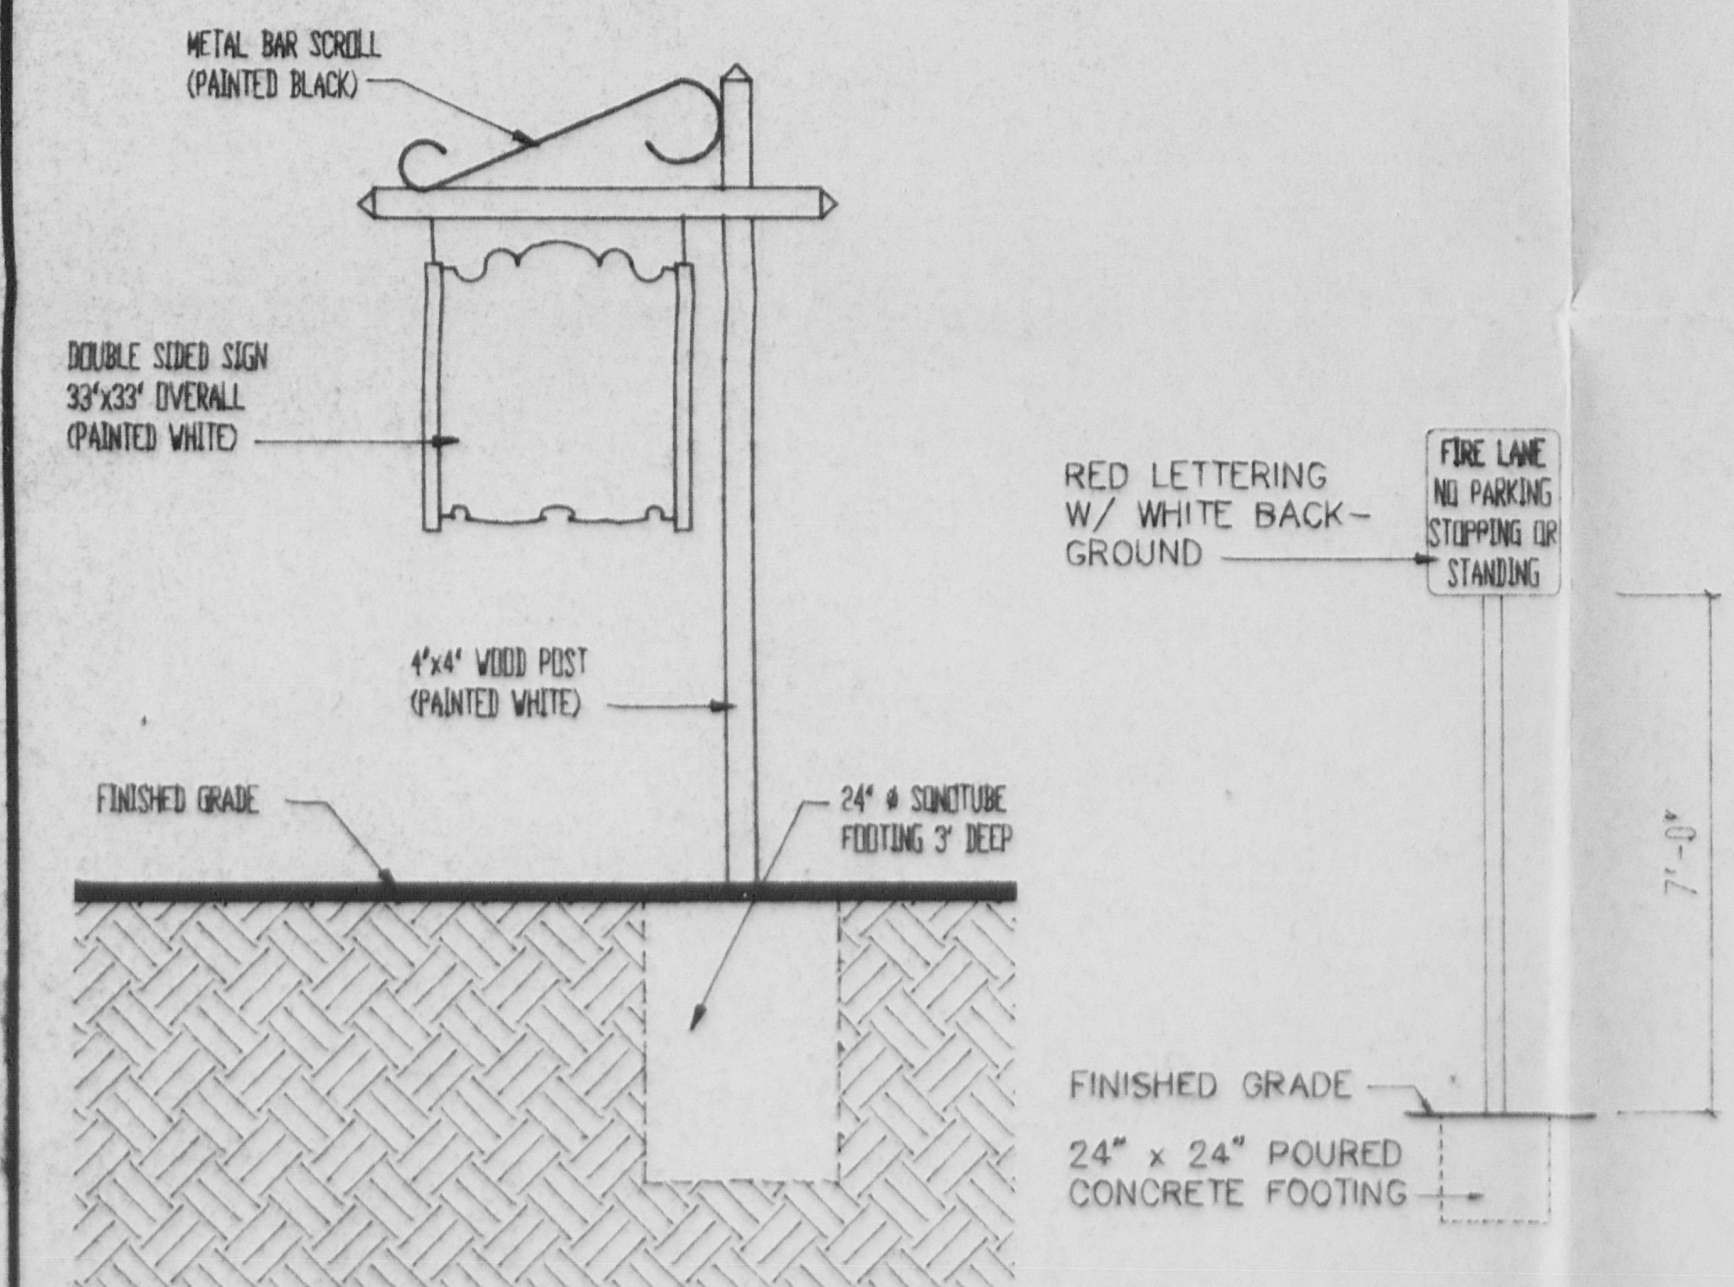 METAL BAR SCROLL
(PAINTED BLACK)
DOUBLE SIDED SIGN
33"x33" OVERALL
(PAINTED WHITE)
4"x4" WOOD POST
(PAINTED WHITE)
FINISHED GRADE
24" ø SONOTUBE
FOOTING 3' DEEP
RED LETTERING
W/ WHITE BACK-
GROUND
FIRE LANE
NO PARKING
STOPPING OR
STANDING
7'-0"
FINISHED GRADE
24" x 24" POURED
CONCRETE FOOTING